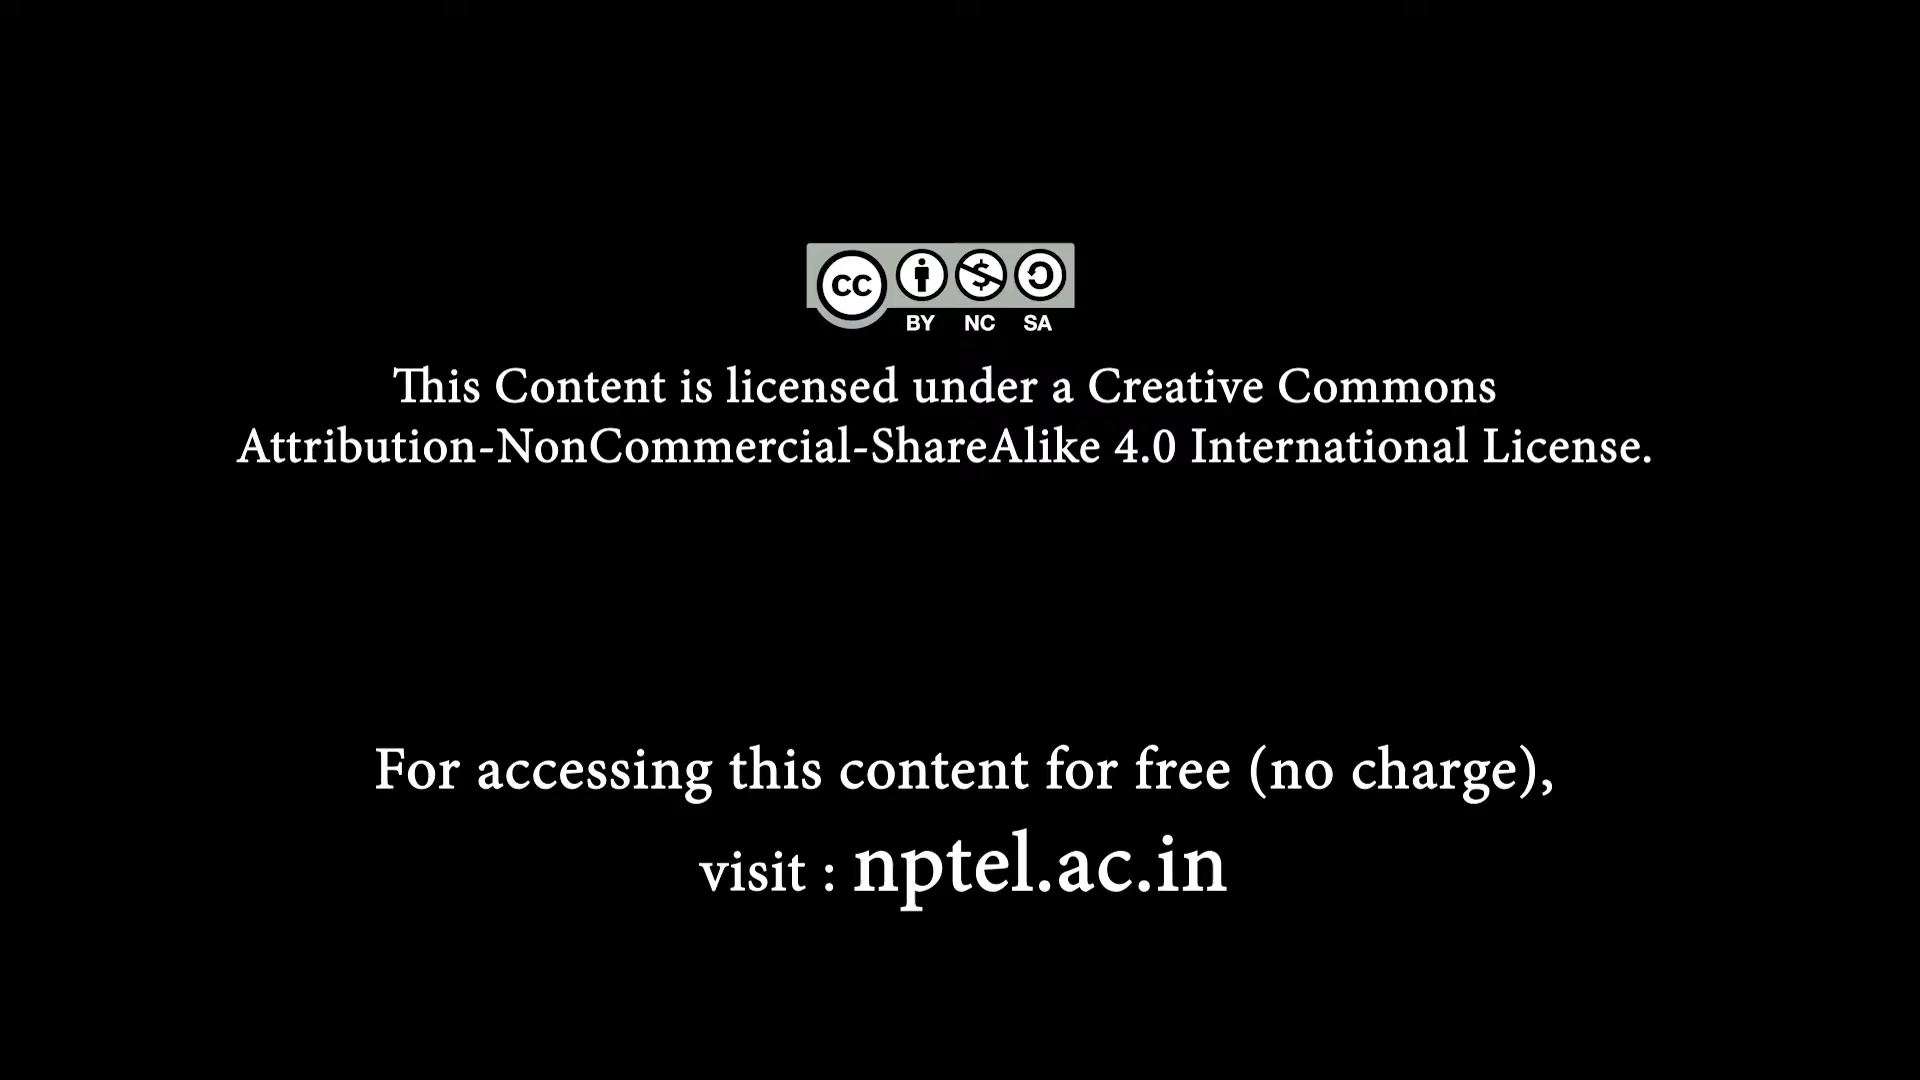 cc
BY NC SA
This Content is licensed under a Creative Commons
Attribution-NonCommercial-ShareAlike 4.0 International License.
For accessing this content for free (no charge),
visit : nptel.ac.in